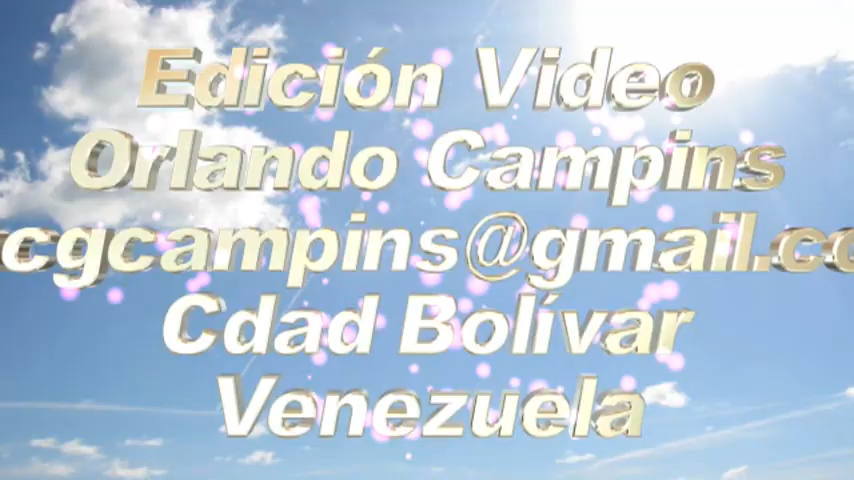 Edición Video
Orlando Campins
cgcampins@gmail.co
Cdad Bolívar
Venezuela